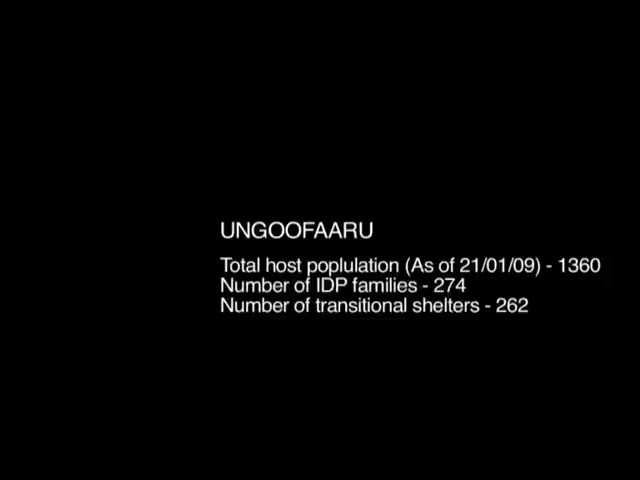 UNGOOFAARU
Total host poplulation (As of 21/01/09) - 1360
Number of IDP families - 274
Number of transitional shelters - 262